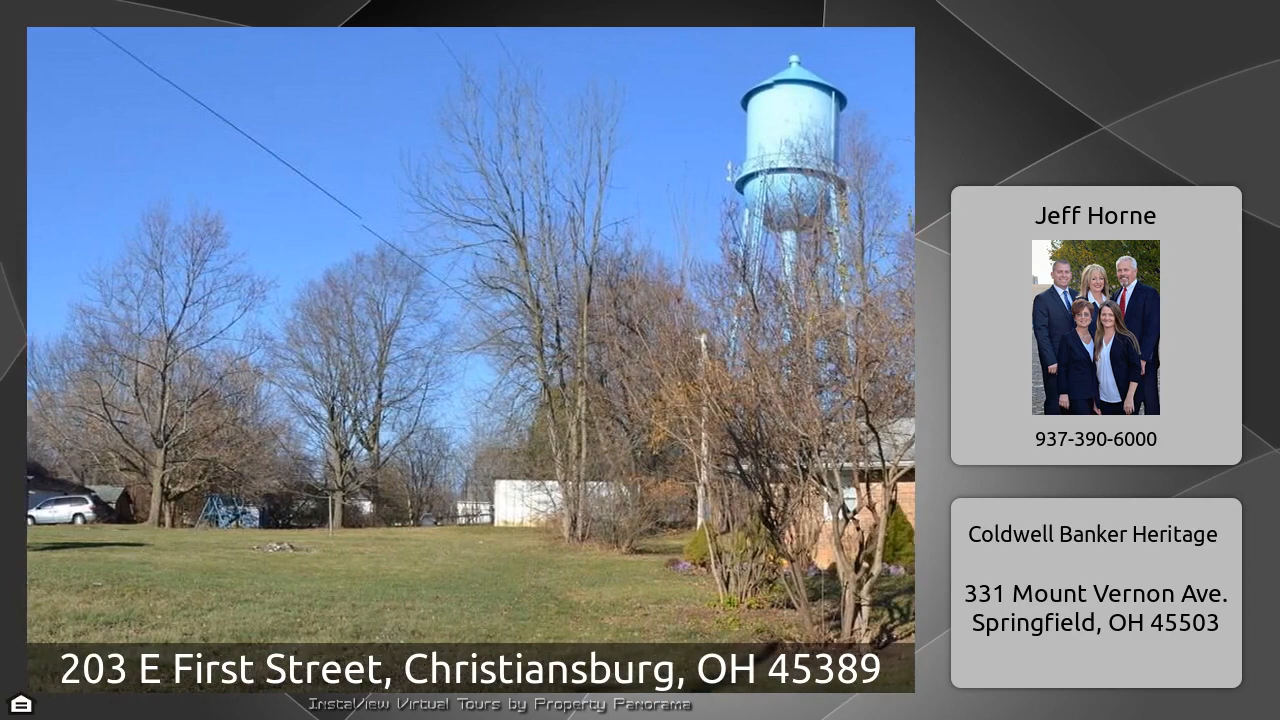 203 E First Street, Christiansburg, OH 45389
InstaView Virtual Tours by Property Panorama
Jeff Horne
937-390-6000
Coldwell Banker Heritage
331 Mount Vernon Ave.
Springfield, OH 45503